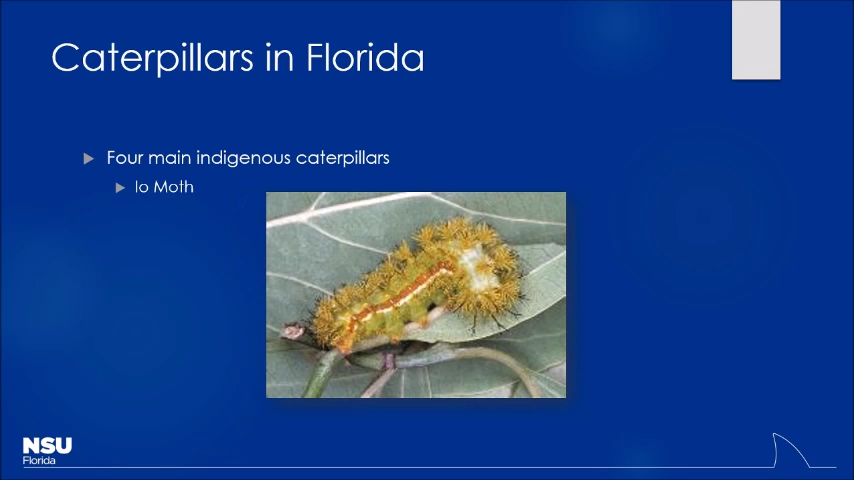 Caterpillars in Florida
Four main indigenous caterpillars
Io Moth
NSU
Florida